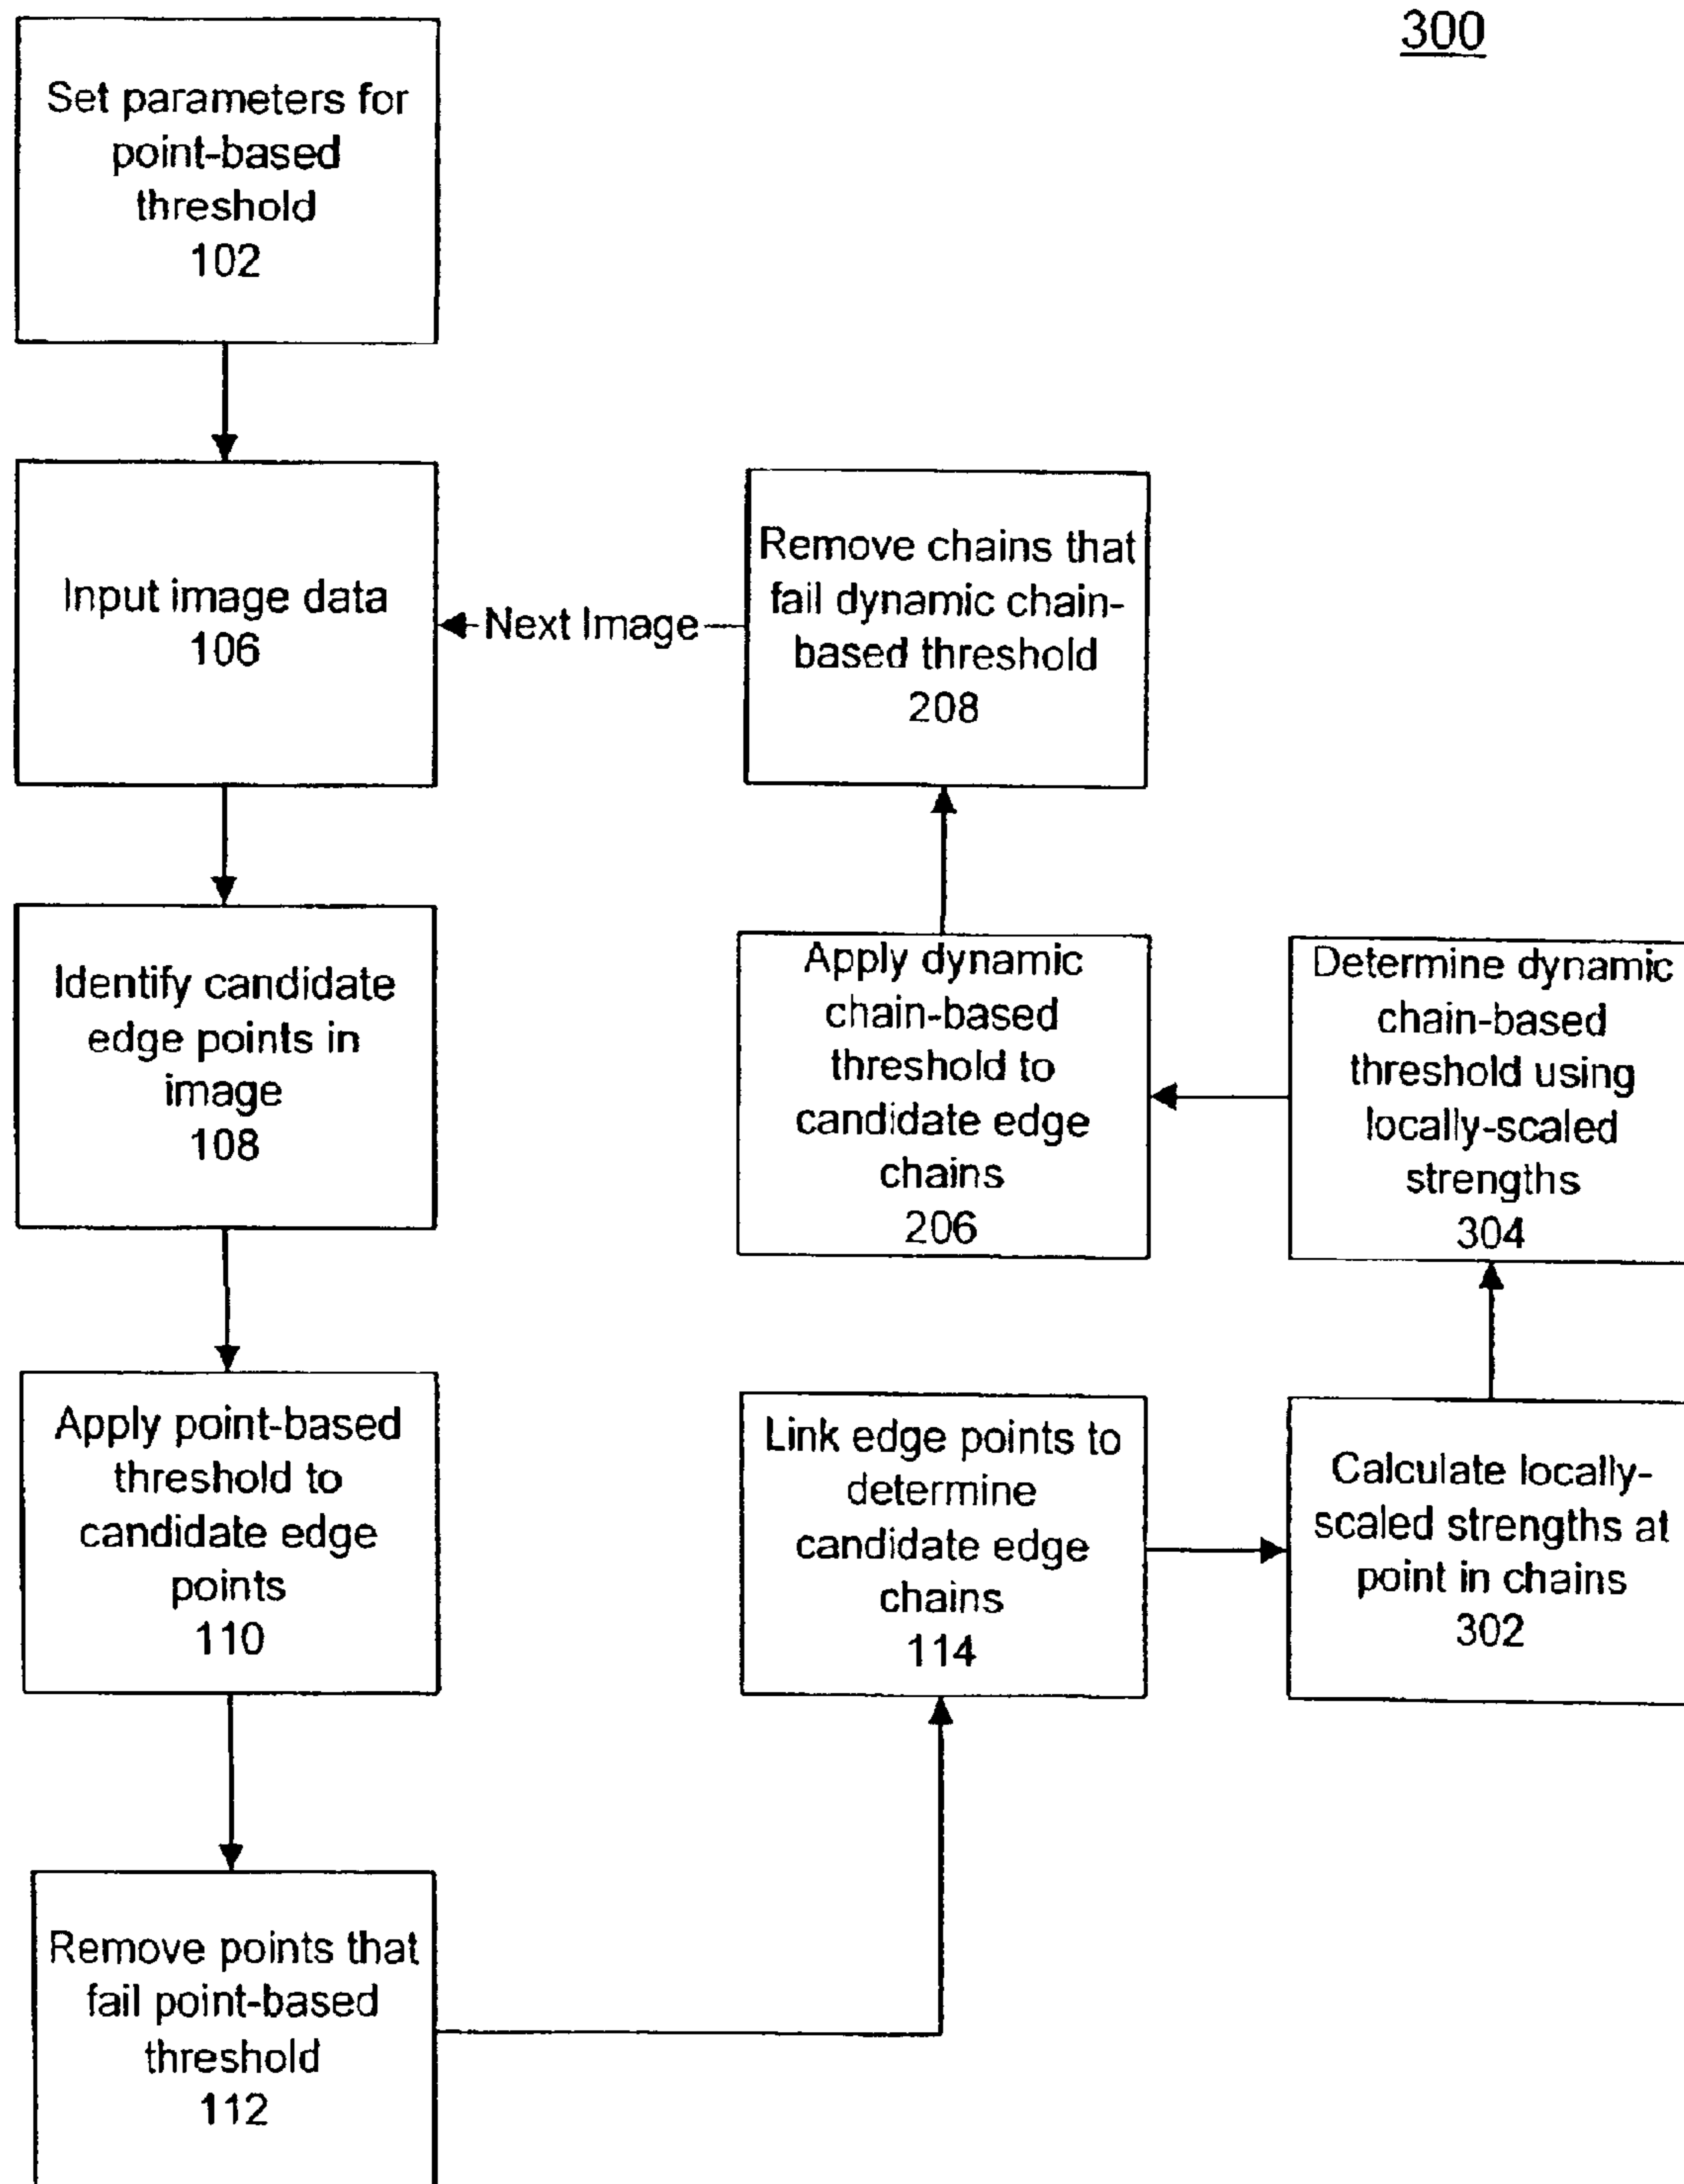 300
Set parameters for
point-based
threshold
102
Input image data
106
Next Image
Remove chains that
fail dynamic chain-
based threshold
208
Identify candidate
edge points in
image
108
Apply dynamic
chain-based
threshold to
candidate edge
chains
206
Determine dynamic
chain-based
threshold using
locally-scaled
strengths
304
Apply point-based
threshold to
candidate edge
points
110
Link edge points to
determine
candidate edge
chains
114
Calculate locally-
scaled strengths at
point in chains
302
Remove points that
fail point-based
threshold
112